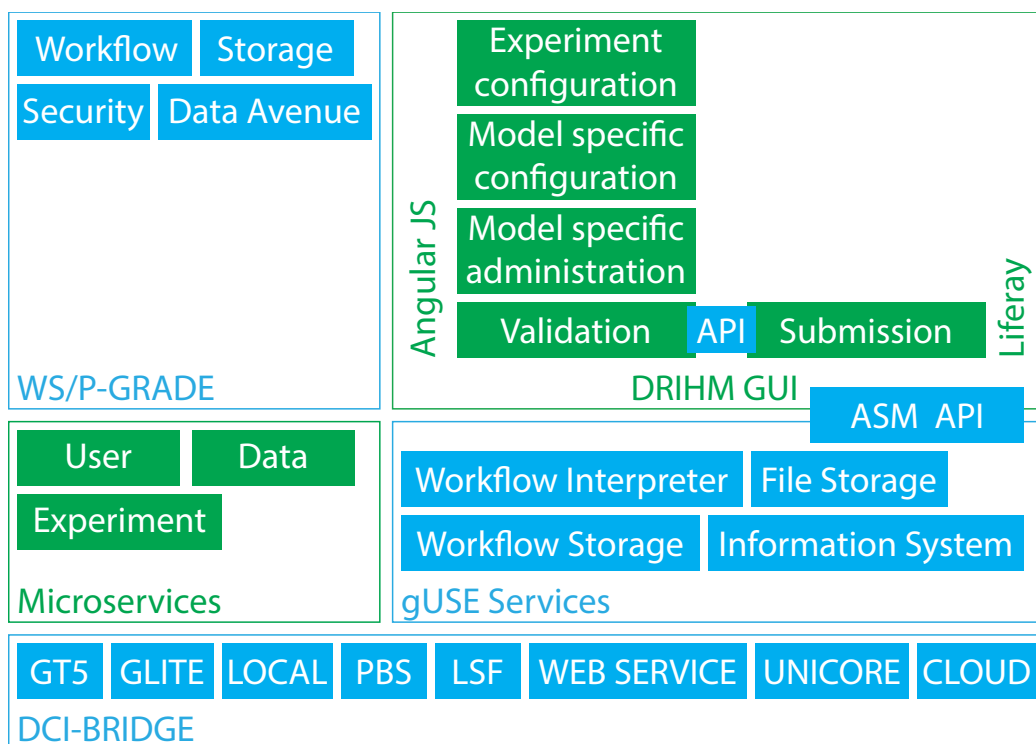 Workflow
Storage
Security
Data Avenue
WS/P-GRADE
Experiment
configuration
Model specific
configuration
Model specific
administration
Validation
API
Submission
Angular JS
Liferay
DRIHM GUI
ASM API
User
Data
Experiment
Microservices
Workflow Interpreter
File Storage
Workflow Storage
Information System
gUSE Services
GT5
GLITE
LOCAL
PBS
LSF
WEB SERVICE
UNICORE
CLOUD
DCI-BRIDGE